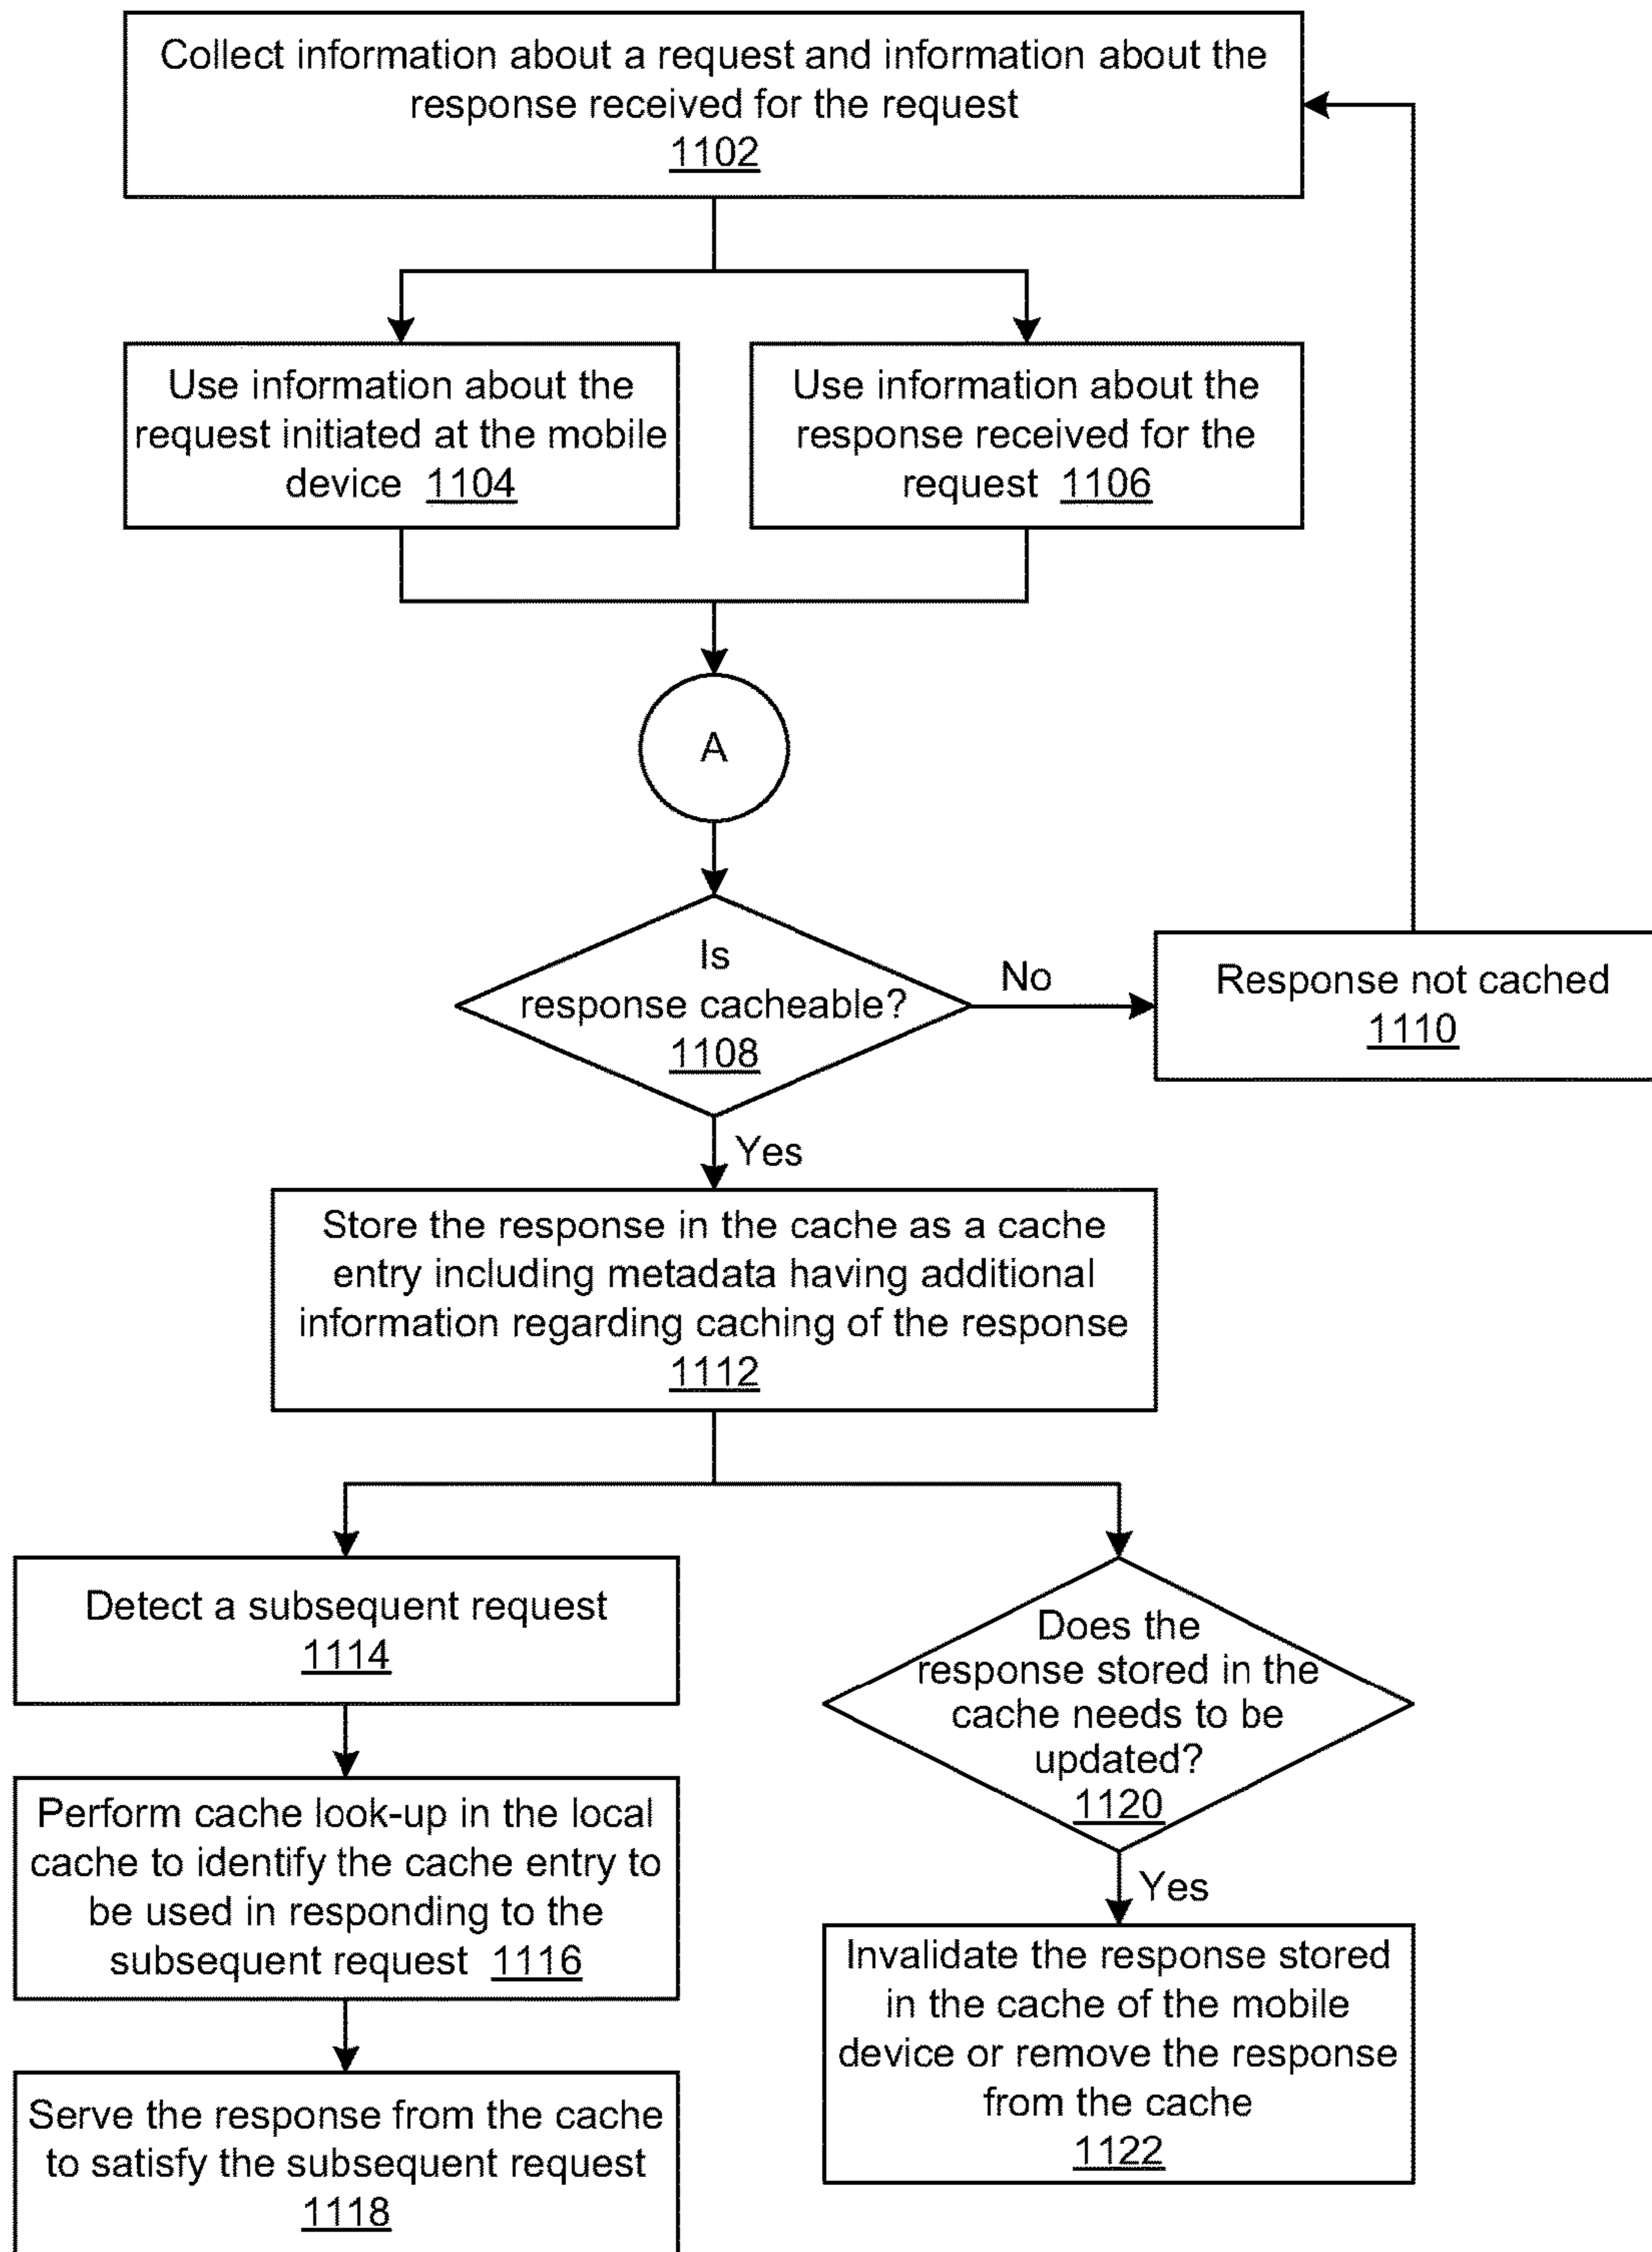 Collect information about a request and information about the
response received for the request
1102
Use information about the
request initiated at the mobile
device 1104
Use information about the
response received for the
request 1106
A
Is
response cacheable?
1108
No
Response not cached
1110
Yes
Store the response in the cache as a cache
entry including metadata having additional
information regarding caching of the response
1112
Detect a subsequent request
1114
Perform cache look-up in the local
cache to identify the cache entry to
be used in responding to the
subsequent request 1116
Serve the response from the cache
to satisfy the subsequent request
1118
Does the
response stored in the
cache needs to be
updated?
1120
Yes
Invalidate the response stored
in the cache of the mobile
device or remove the response
from the cache
1122